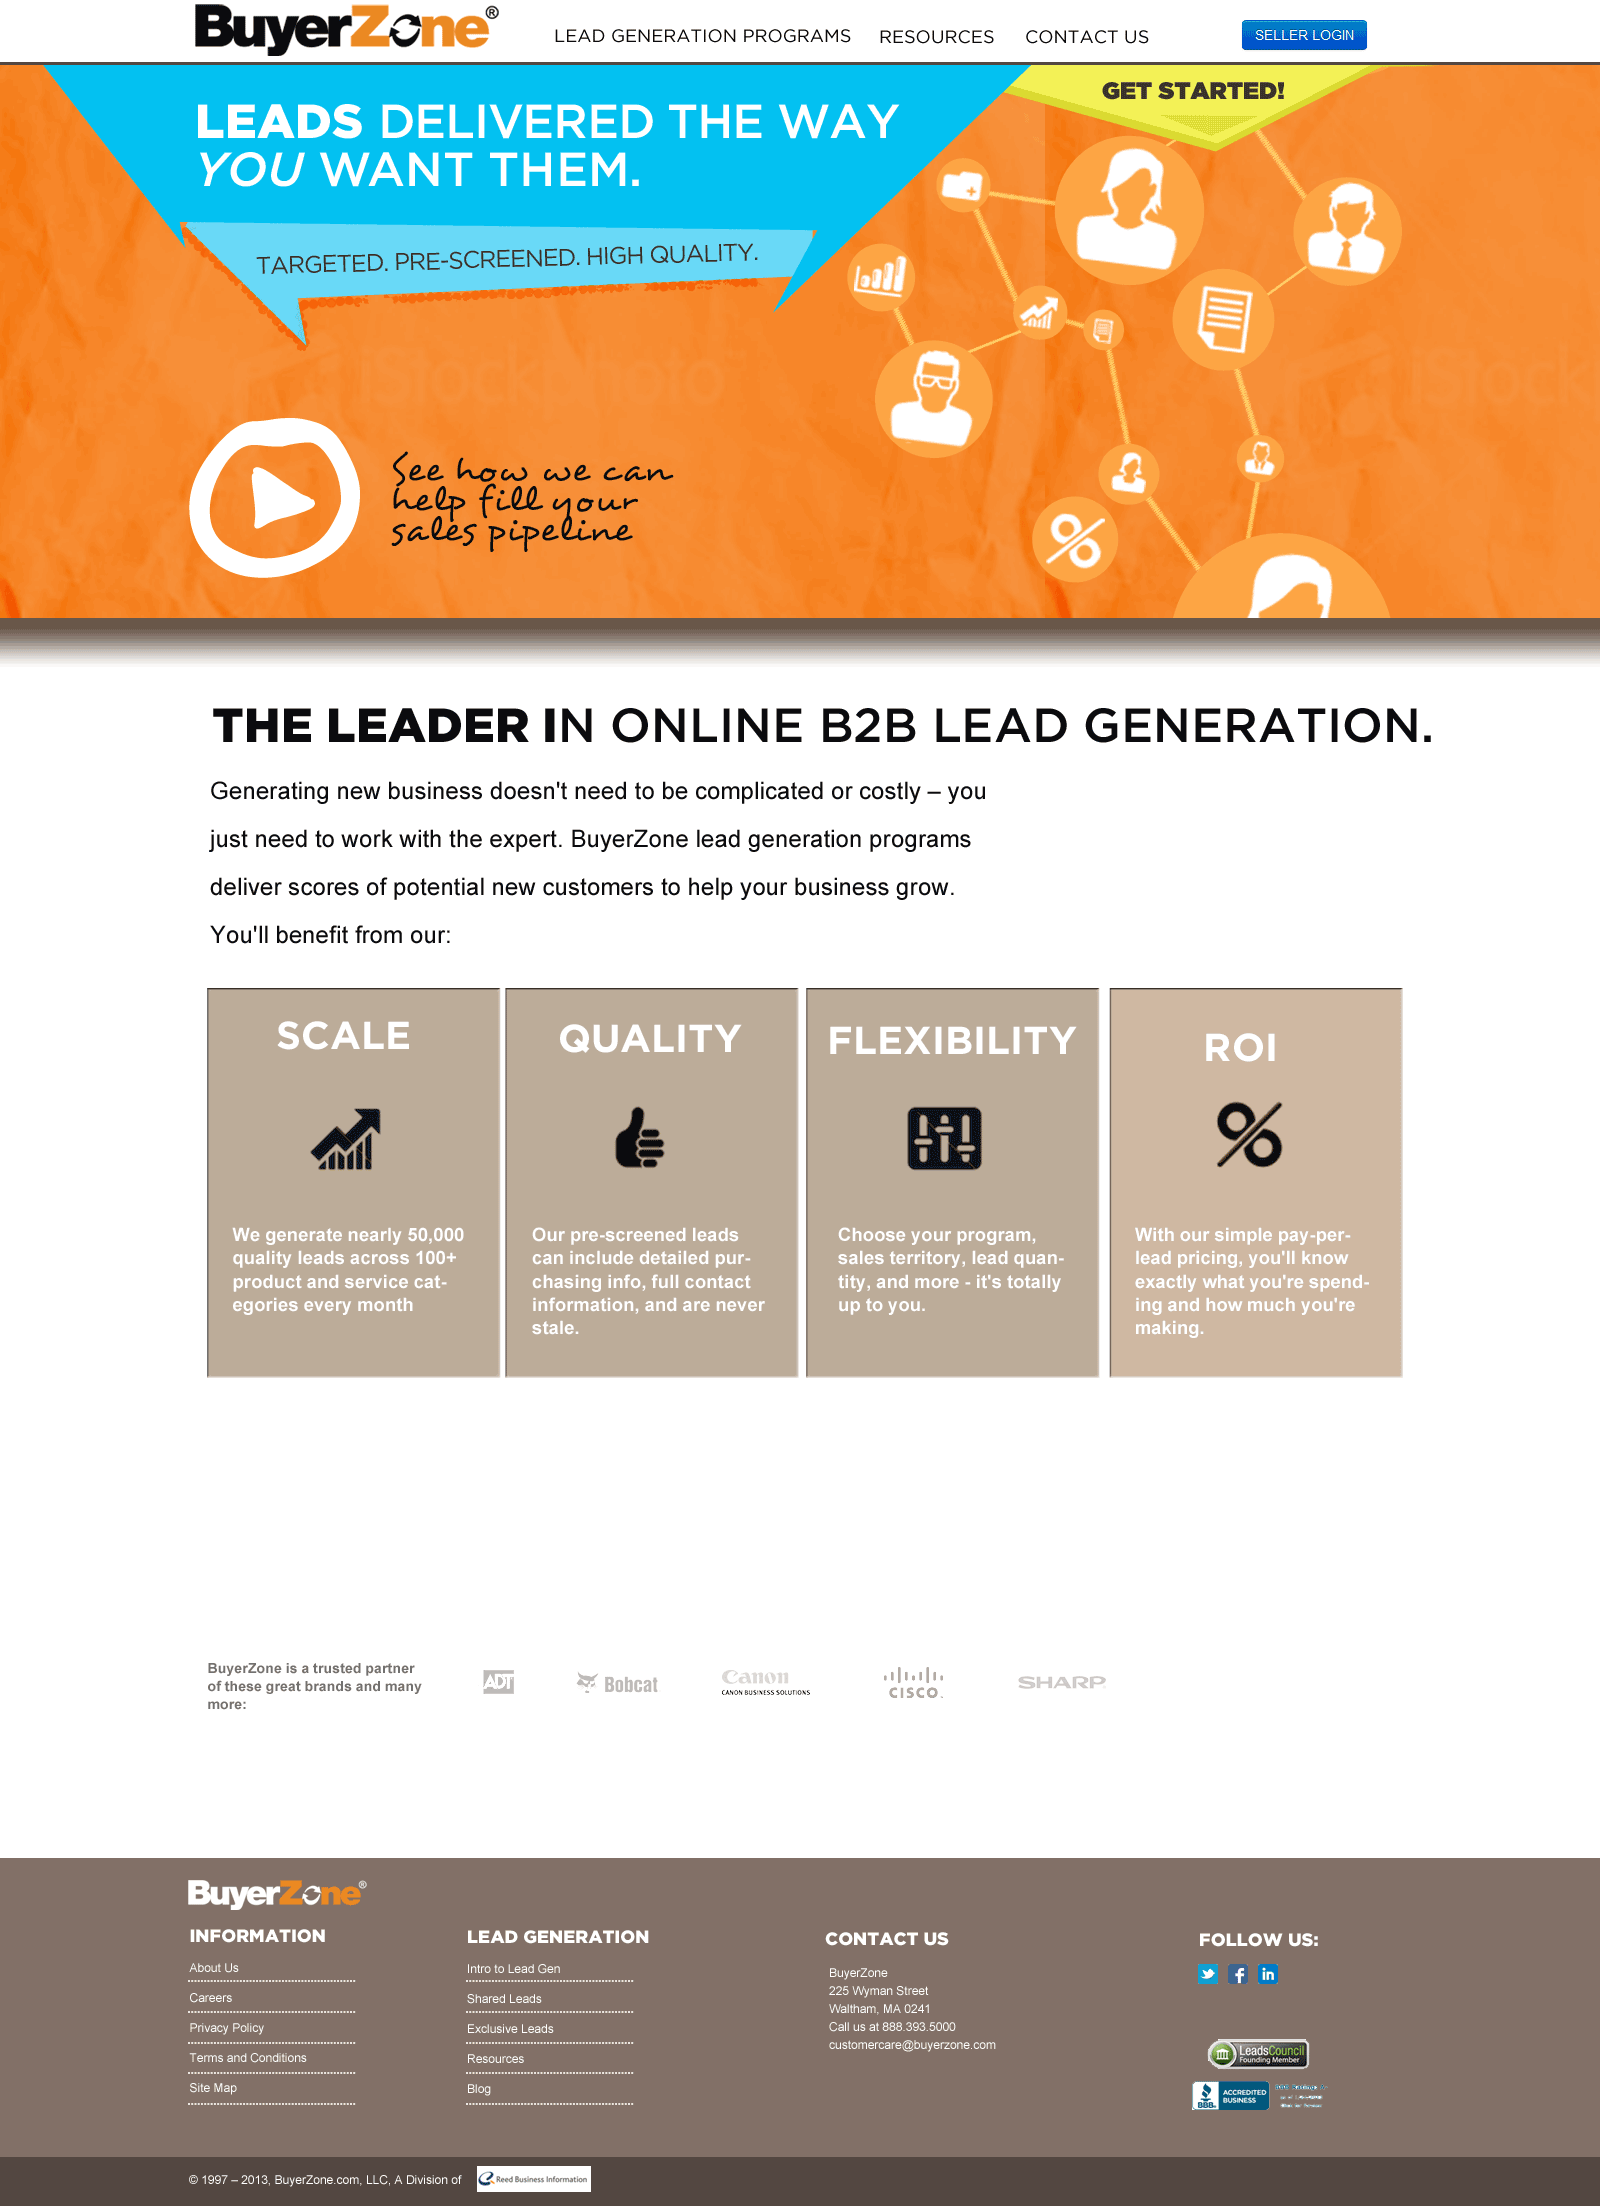 BuyerZone®
LEAD GENERATION PROGRAMS
RESOURCES
CONTACT US
SELLER LOGIN
GET STARTED!
LEADS DELIVERED THE WAY
YOU WANT THEM.
TARGETED. PRE-SCREENED. HIGH QUALITY.
iStockphoto
iStock
See how we can
help fill your
sales pipeline
THE LEADER IN ONLINE B2B LEAD GENERATION.
Generating new business doesn't need to be complicated or costly – you
just need to work with the expert. BuyerZone lead generation programs
deliver scores of potential new customers to help your business grow.
You'll benefit from our:
SCALE
We generate nearly 50,000
quality leads across 100+
product and service cat-
egories every month
QUALITY
Our pre-screened leads
can include detailed pur-
chasing info, full contact
information, and are never
stale.
FLEXIBILITY
Choose your program,
sales territory, lead quan-
tity, and more - it's totally
up to you.
ROI
With our simple pay-per-
lead pricing, you'll know
exactly what you're spend-
ing and how much you're
making.
BuyerZone is a trusted partner
of these great brands and many
more:
ADT
Bobcat
Canon
CANON BUSINESS SOLUTIONS
CISCO.
SHARP
BuyerZone®
INFORMATION
About Us
Careers
Privacy Policy
Terms and Conditions
Site Map
LEAD GENERATION
Intro to Lead Gen
Shared Leads
Exclusive Leads
Resources
Blog
CONTACT US
BuyerZone
225 Wyman Street
Waltham, MA 0241
Call us at 888.393.5000
customercare@buyerzone.com
FOLLOW US:
LeadsCouncil
Founding Member
BBB.
ACCREDITED
BUSINESS
© 1997 – 2013, BuyerZone.com, LLC, A Division of
Reed Business Information